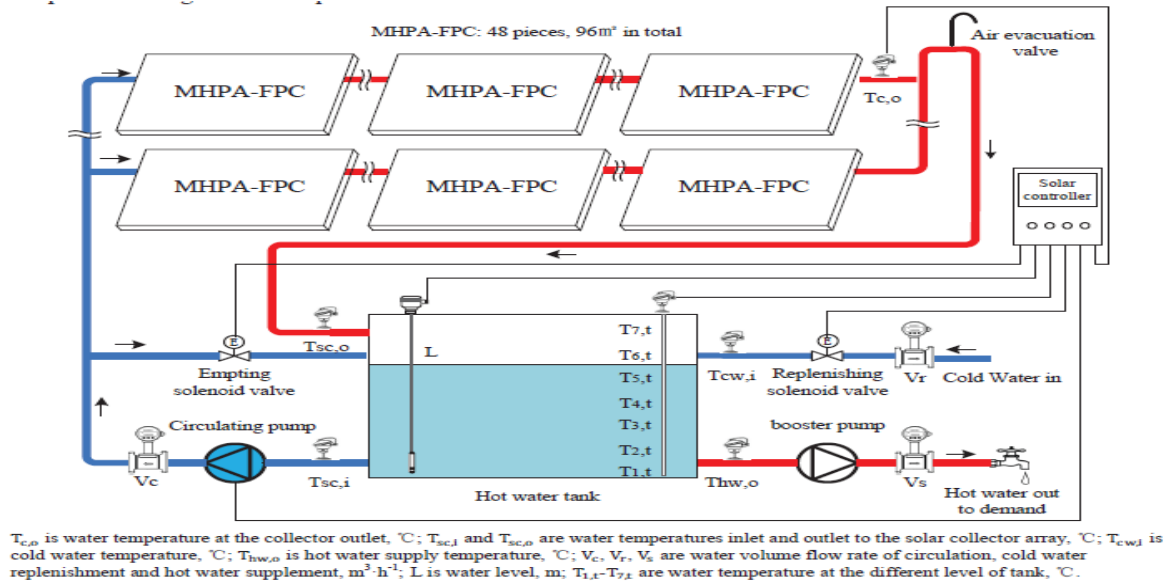 MHPA-FPC: 48 pieces, 96㎡ in total
Air evacuation
valve
MHPA-FPC
MHPA-FPC
MHPA-FPC
Tc,o
MHPA-FPC
MHPA-FPC
MHPA-FPC
Solar
controller
Tsc,o
L
T7,t
T6,t
T5,t
T4,t
T3,t
T2,t
T1,t
E
Empting
solenoid valve
Tcw,i
E
Replenishing
solenoid valve
Vr
Cold Water in
Circulating pump
Vc
Tsc,i
booster pump
Thw,o
Vs
Hot water tank
Hot water out
to demand
Tc,o is water temperature at the collector outlet, ℃; Tsc,i and Tsc,o are water temperatures inlet and outlet to the solar collector array, ℃; Tcw,i is
cold water temperature, ℃; Thw,o is hot water supply temperature, ℃; Vc, Vr, Vs are water volume flow rate of circulation, cold water
replenishment and hot water supplement, m³·h⁻¹; L is water level, m; T1,t-T7,t are water temperature at the different level of tank, ℃.